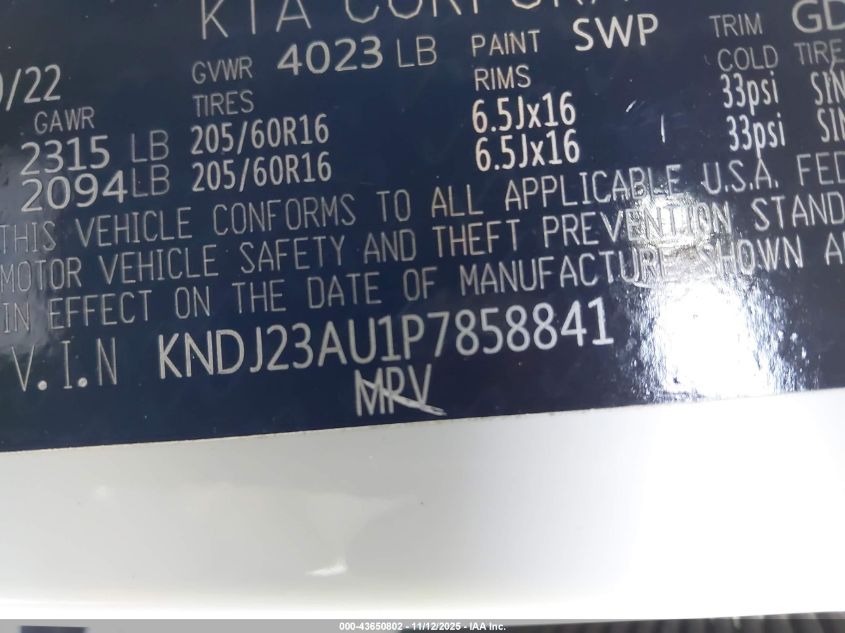 KIA CORPORA
/22 GVWR 4023 LB PAINT SWP TRIM GD
GAWR TIRES RIMS COLD TIRE
2315 LB 205/60R16 6.5Jx16 33psi SIN
2094 LB 205/60R16 6.5Jx16 33psi SIN
THIS VEHICLE CONFORMS TO ALL APPLICABLE U.S.A. FED
MOTOR VEHICLE SAFETY AND THEFT PREVENTION STAND
IN EFFECT ON THE DATE OF MANUFACTURE SHOWN A
V.I.N KNDJ23AU1P7858841
MPV
000-43650802 - 11/12/2025 - IAA Inc.